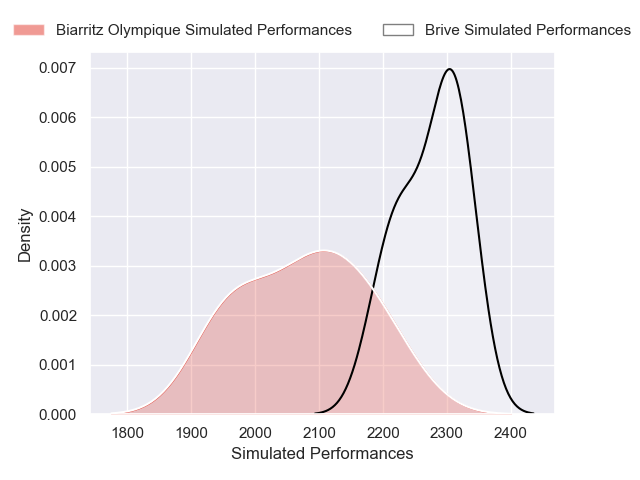 Biarritz Olympique Simulated Performances Brive Simulated Performances
0.007
0.006
0.005
0.004
0.003
0.002
0.001
0.000
Density
1800 1900 2000 2100 2200 2300 2400
Simulated Performances